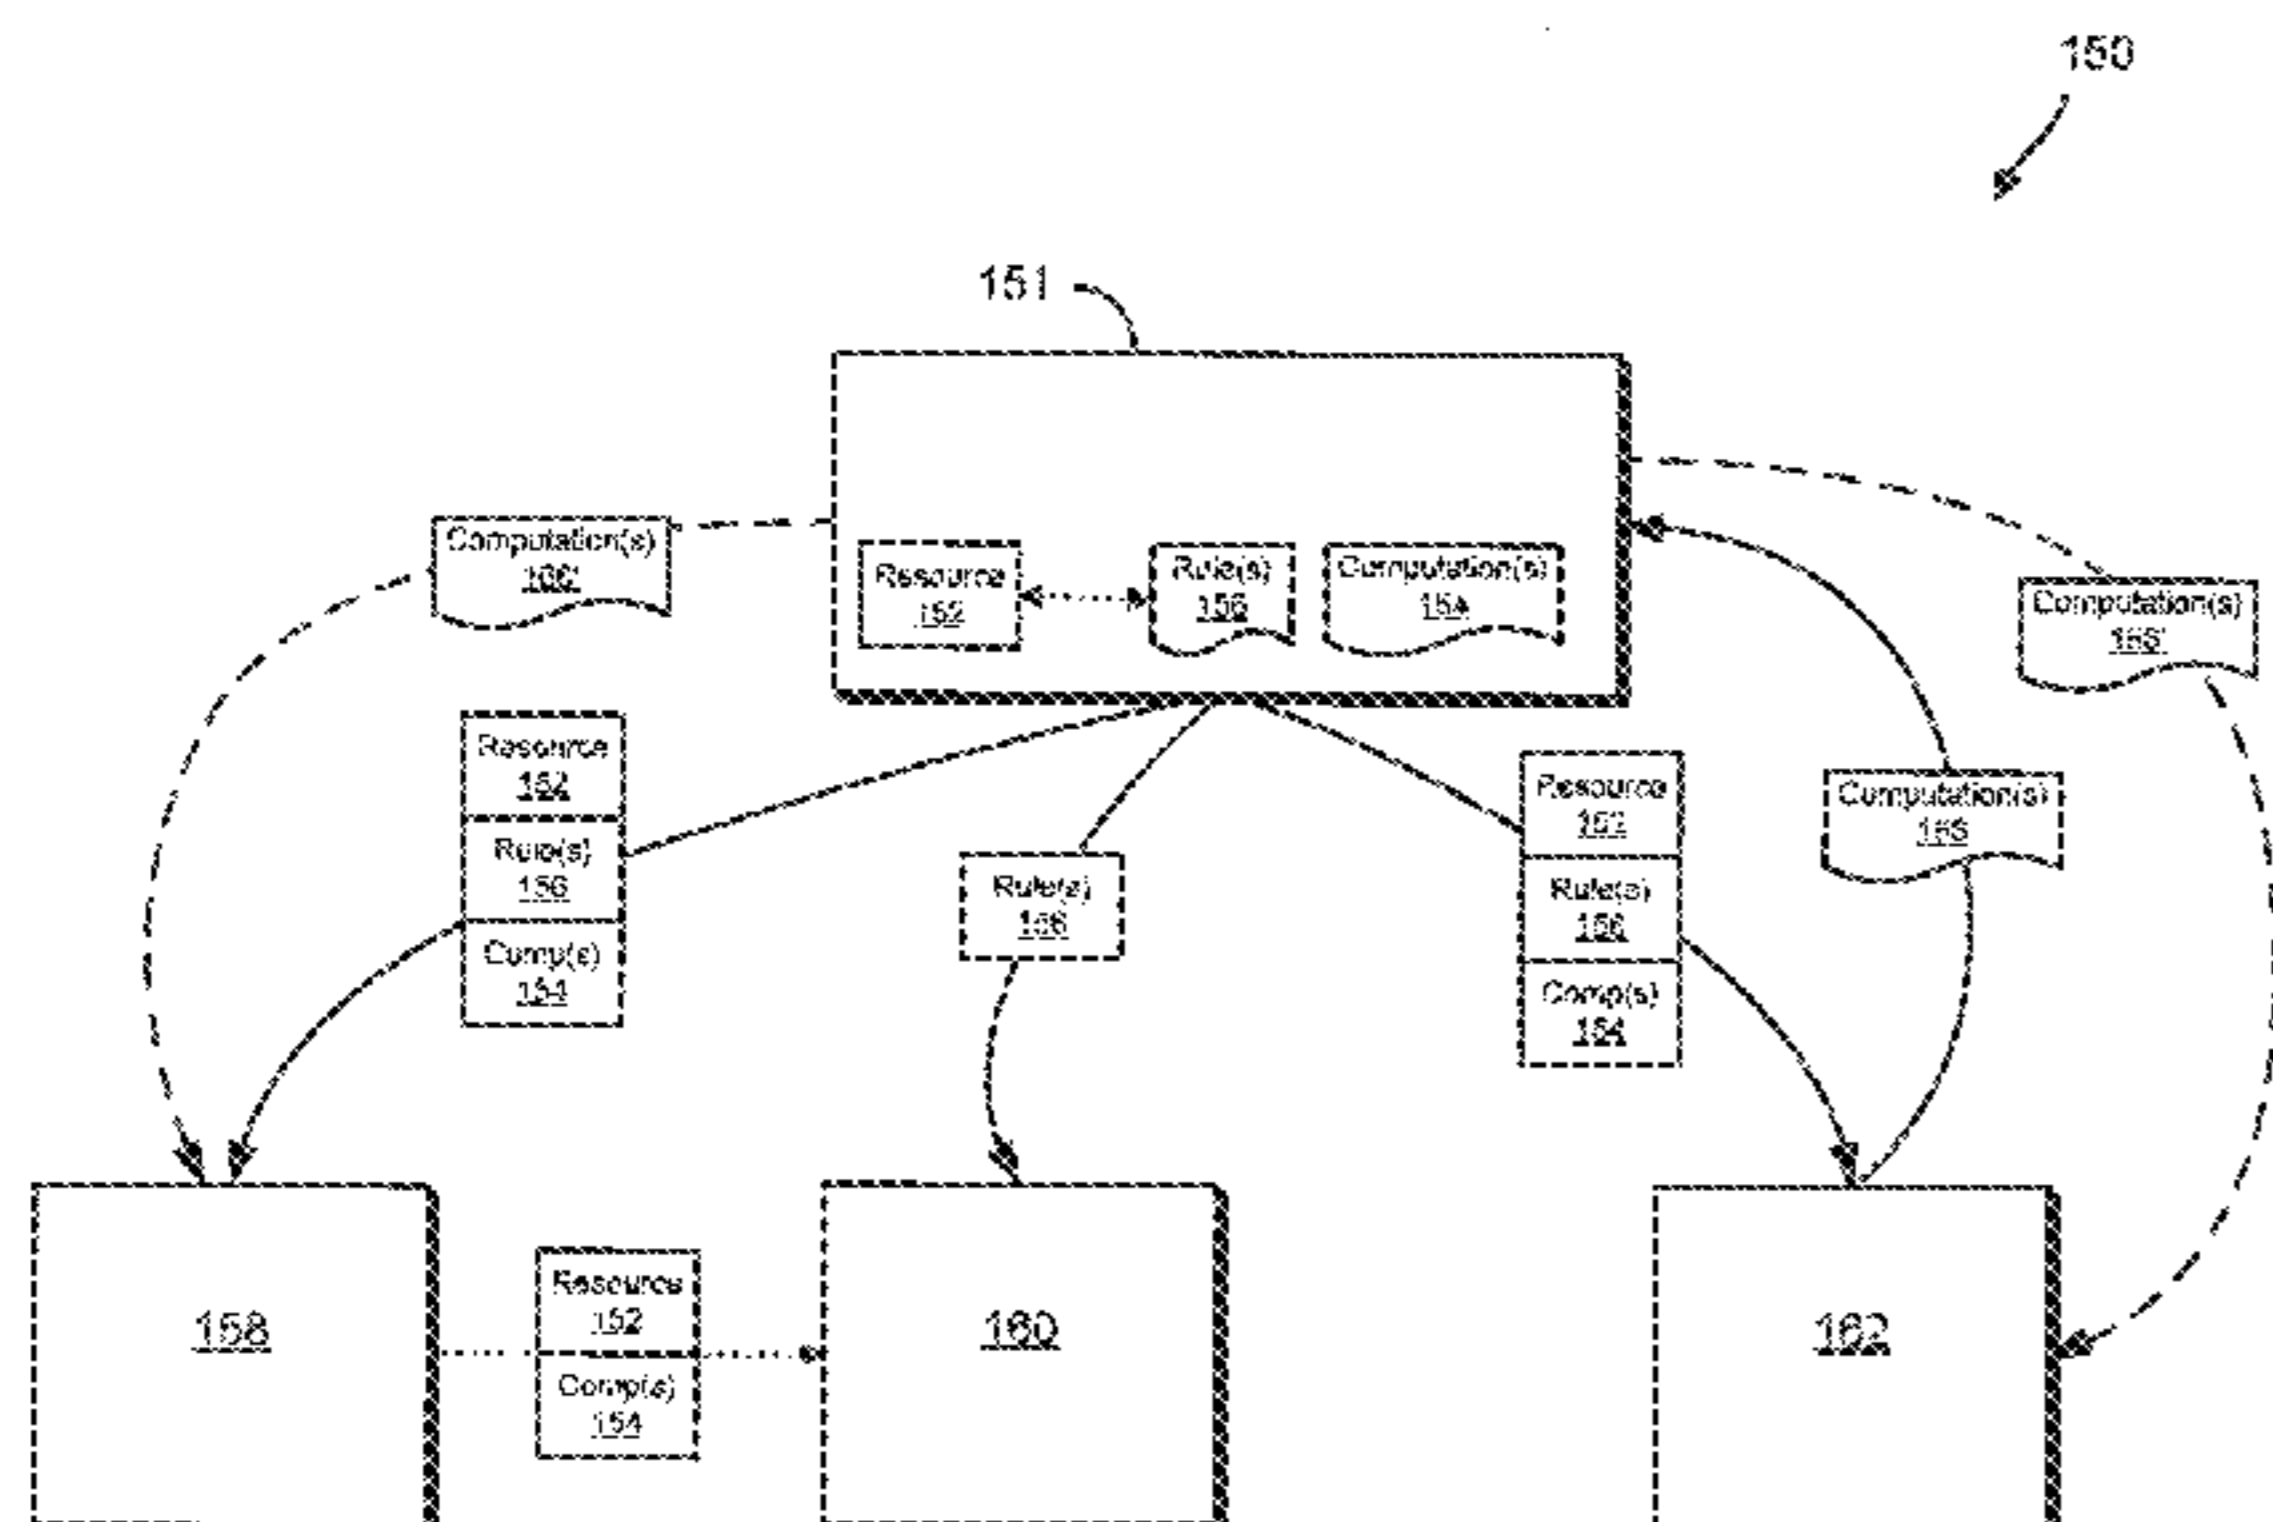 150
151
Computation(s)
Resource
152
Rule(s)
156
Computation(s)
154
Computation(s)
Resource
152
Rule(s)
156
Comp(s)
154
Rule(s)
156
Resource
152
Rule(s)
156
Comp(s)
154
Computation(s)
158
Resource
152
Comp(s)
154
160
162